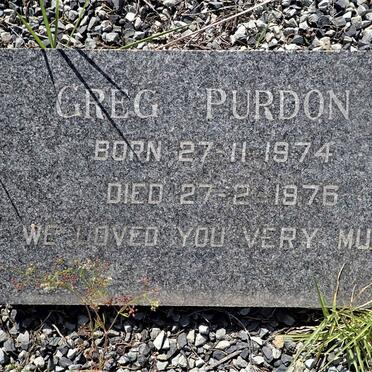 GREG PURDON
BORN 27-11-1974
DIED 27-2-1976
WE LOVED YOU VERY MU